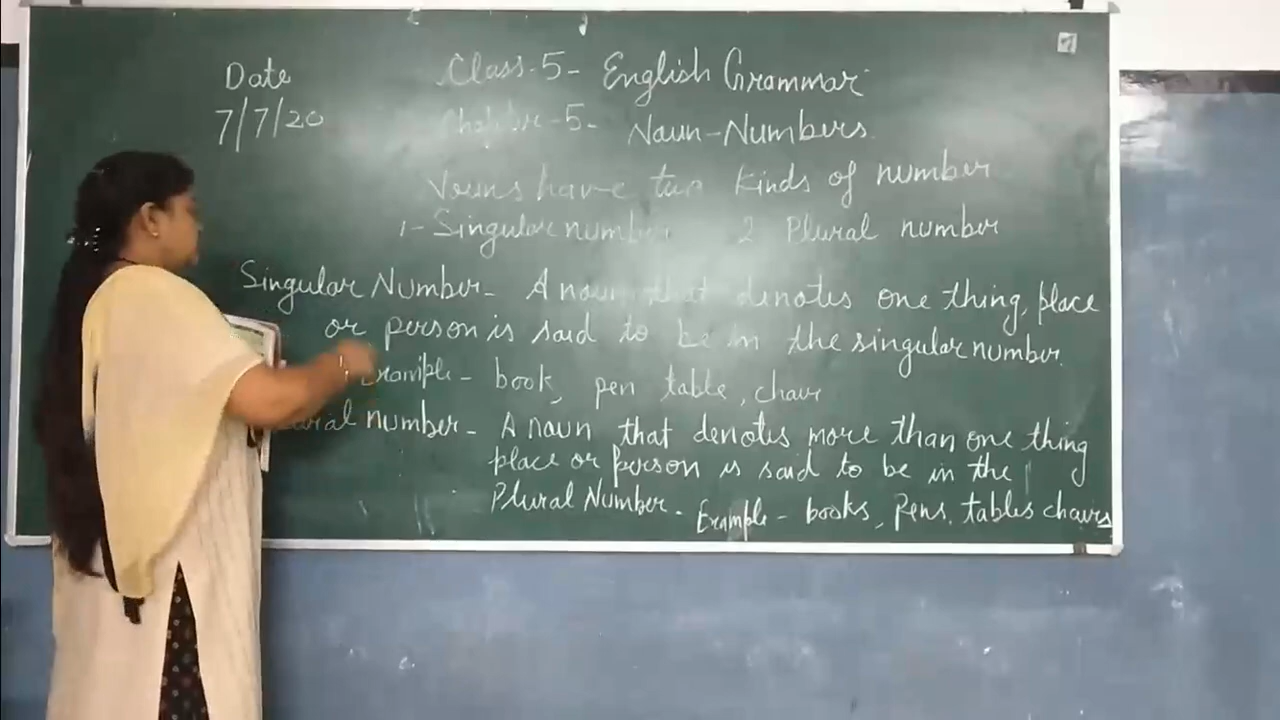 Date
7/7/20
Class-5- English Grammar
Chapter-5- Noun-Numbers
Nouns have two kinds of number
1- Singular number 2 Plural number
Singular Number- A noun that denotes one thing, place
or person is said to be in the singular number.
Example- book, pen table, chair
Plural number- A noun that denotes more than one thing
place or person is said to be in the
Plural Number- Example- books, pens, tables chairs